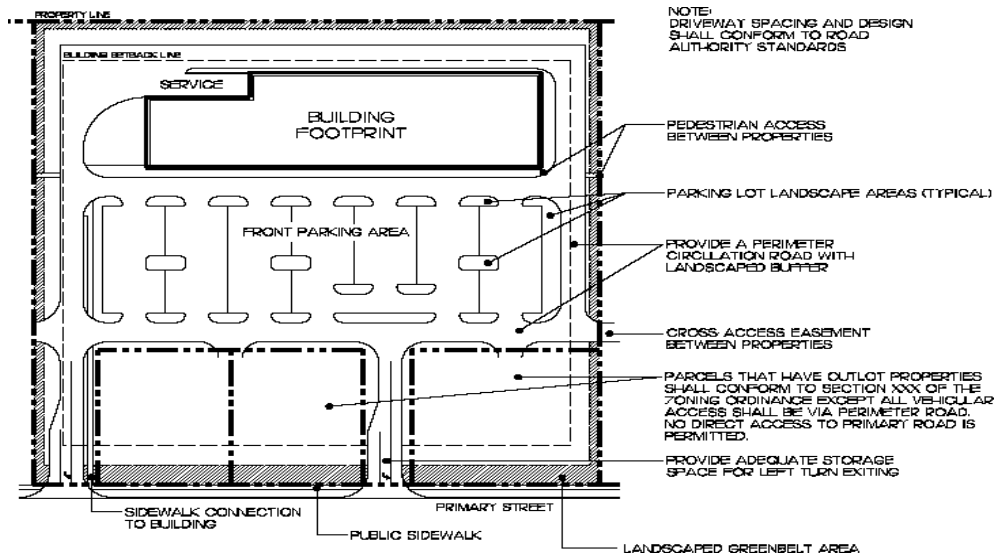 PROPERTY LINE
NOTE:
DRIVEWAY SPACING AND DESIGN
SHALL CONFORM TO ROAD
AUTHORITY STANDARDS
BUILDING SETBACK LINE
SERVICE
BUILDING
FOOTPRINT
PEDESTRIAN ACCESS
BETWEEN PROPERTIES
PARKING LOT LANDSCAPE AREAS (TYPICAL)
FRONT PARKING AREA
PROVIDE A PERIMETER
CIRCULATION ROAD WITH
LANDSCAPED BUFFER
CROSS-ACCESS EASEMENT
BETWEEN PROPERTIES
PARCELS THAT HAVE OUTLOT PROPERTIES
SHALL CONFORM TO SECTION XXX OF THE
ZONING ORDINANCE EXCEPT ALL VEHICULAR
ACCESS SHALL BE VIA PERIMETER ROAD.
NO DIRECT ACCESS TO PRIMARY ROAD IS
PERMITTED.
PROVIDE ADEQUATE STORAGE
SPACE FOR LEFT TURN EXITING
SIDEWALK CONNECTION
TO BUILDING
PRIMARY STREET
PUBLIC SIDEWALK
LANDSCAPED GREENBELT AREA